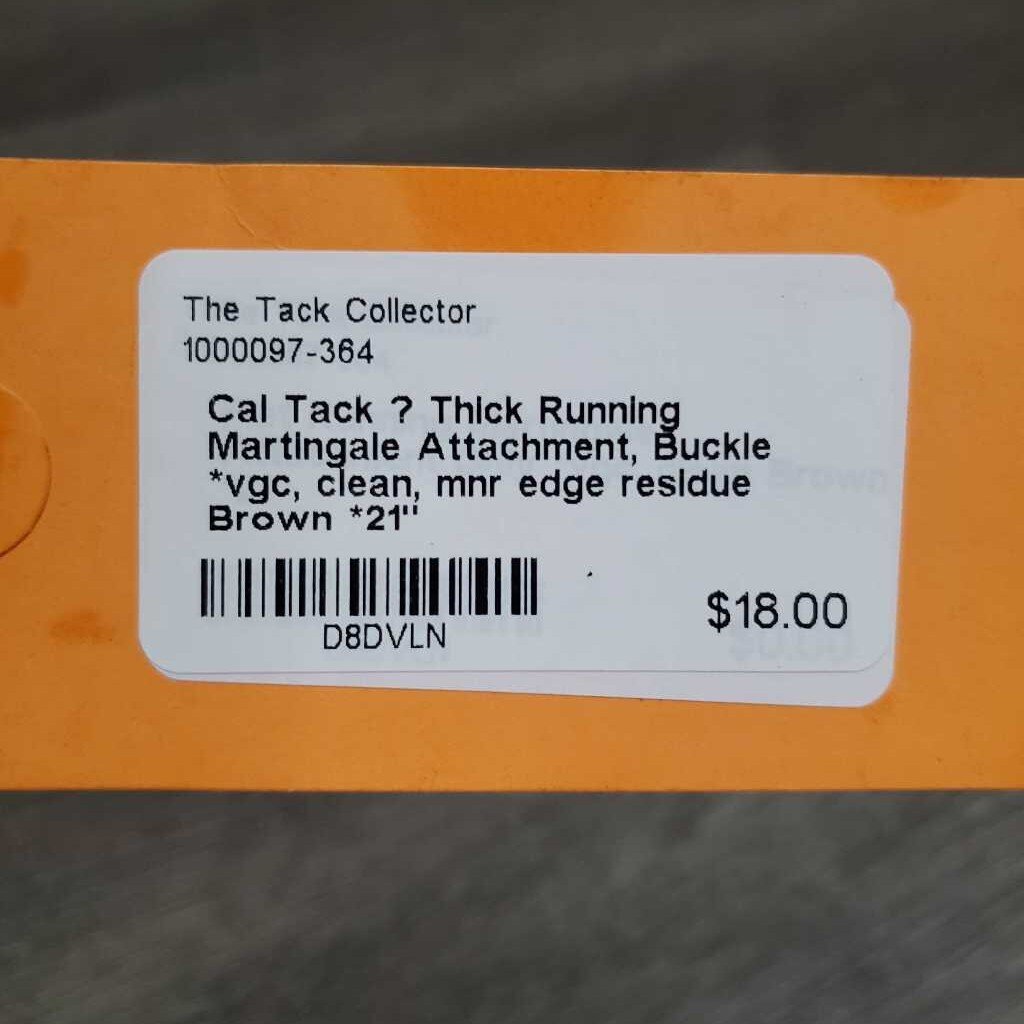 The Tack Collector
1000097-364
Cal Tack ? Thick Running
Martingale Attachment, Buckle
*vgc, clean, mnr edge residue
Brown *21"
D8DVLN
$18.00